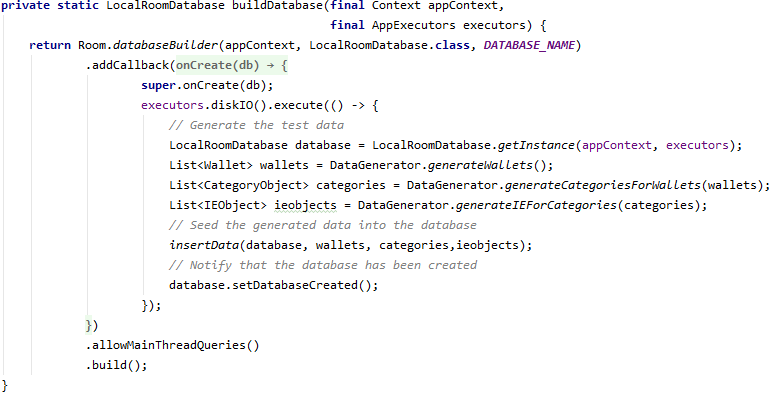 private static LocalRoomDatabase buildDatabase(final Context appContext,
final AppExecutors executors) {
return Room.databaseBuilder(appContext, LocalRoomDatabase.class, DATABASE_NAME)
.addCallback(onCreate(db) → {
super.onCreate(db);
executors.diskIO().execute(() -> {
// Generate the test data
LocalRoomDatabase database = LocalRoomDatabase.getInstance(appContext, executors);
List<Wallet> wallets = DataGenerator.generateWallets();
List<CategoryObject> categories = DataGenerator.generateCategoriesForWallets(wallets);
List<IEObject> ieobjects = DataGenerator.generateIEForCategories(categories);
// Seed the generated data into the database
insertData(database, wallets, categories,ieobjects);
// Notify that the database has been created
database.setDatabaseCreated();
});
})
.allowMainThreadQueries()
.build();
}